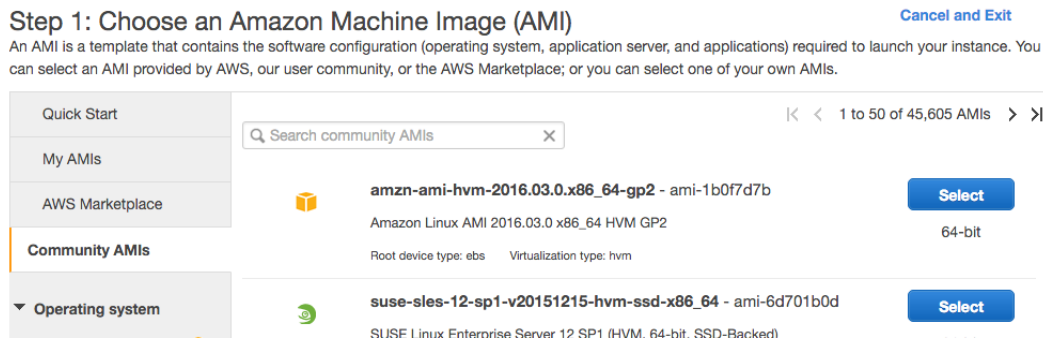 Step 1: Choose an Amazon Machine Image (AMI)
Cancel and Exit
An AMI is a template that contains the software configuration (operating system, application server, and applications) required to launch your instance. You
can select an AMI provided by AWS, our user community, or the AWS Marketplace; or you can select one of your own AMIs.
Quick Start
My AMIs
AWS Marketplace
Community AMIs
Operating system
Search community AMIs
1 to 50 of 45,605 AMIs
amzn-ami-hvm-2016.03.0.x86_64-gp2 - ami-1b0f7d7b
Select
Amazon Linux AMI 2016.03.0 x86_64 HVM GP2
64-bit
Root device type: ebs Virtualization type: hvm
suse-sles-12-sp1-v20151215-hvm-ssd-x86_64 - ami-6d701b0d
Select
SUSE Linux Enterprise Server 12 SP1 (HVM, 64-bit, SSD-Backed)